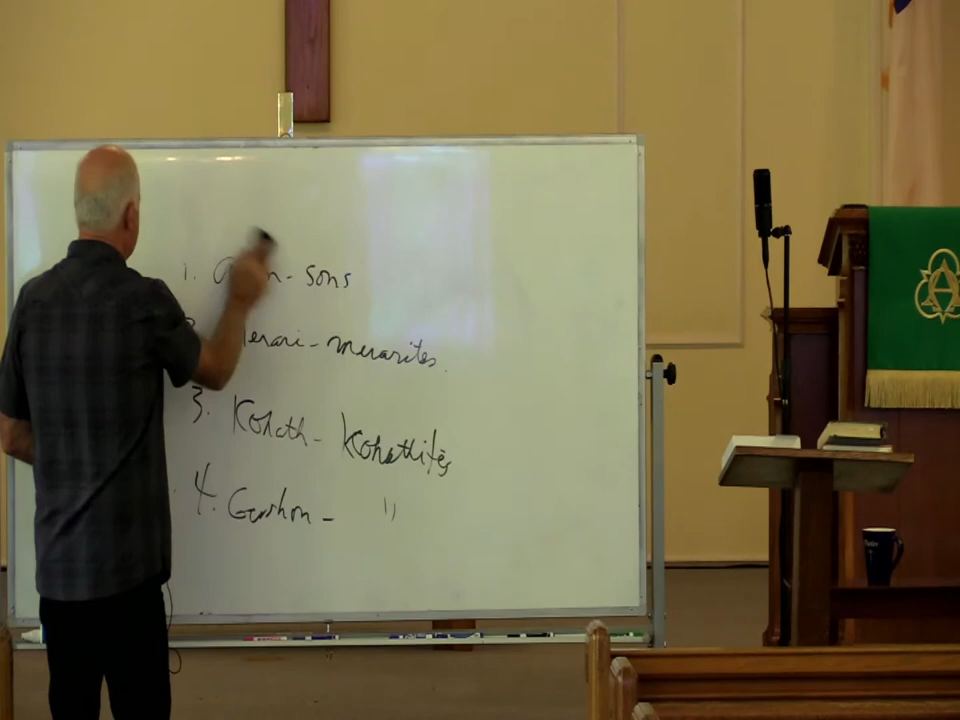 1. - sons
merarites.
3. Kohath - Kohathites
4. Gershon - "